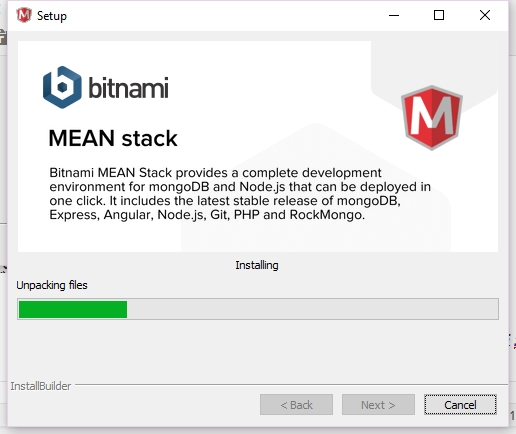 Setup
bitnami
M
MEAN stack
Bitnami MEAN Stack provides a complete development
environment for mongoDB and Node.js that can be deployed in
one click. It includes the latest stable release of mongoDB,
Express, Angular, Node.js, Git, PHP and RockMongo.
Installing
Unpacking files
InstallBuilder
< Back
Next >
Cancel